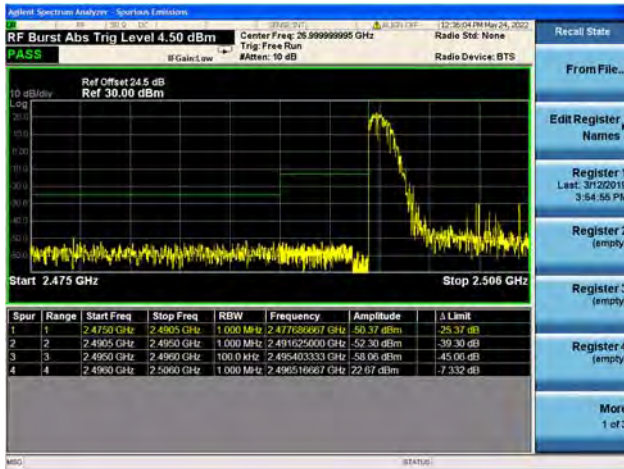 Agilent Spectrum Analyzer - Spurious Emissions
RF 50 Ω DC SENSE:INT ALIGN OFF 12:36:04 PM May 24, 2022
RF Burst Abs Trig Level 4.50 dBm
Center Freq: 26.999999995 GHz
Radio Std: None
Trig: Free Run
PASS
IFGain:Low
#Atten: 10 dB
Radio Device: BTS
Ref Offset 24.5 dB
10 dB/div Ref 30.00 dBm
Log
Start 2.475 GHz
Stop 2.506 GHz
Spur Range Start Freq Stop Freq RBW Frequency Amplitude Δ Limit
1 1 2.4750 GHz 2.4905 GHz 1.000 MHz 2.477686667 GHz -50.37 dBm -25.37 dB
2 2 2.4905 GHz 2.4950 GHz 1.000 MHz 2.491625000 GHz -52.30 dBm -39.30 dB
3 3 2.4950 GHz 2.4960 GHz 100.0 kHz 2.495403333 GHz -58.06 dBm -45.06 dB
4 4 2.4960 GHz 2.5060 GHz 1.000 MHz 2.496516667 GHz 22.67 dBm -7.332 dB
Recall State
From File...
Edit Register
Names
Register 1
Last: 3/12/2019
3:54:55 PM
Register 2
(empty
Register 3
(empty
Register 4
(empty
More
1 of 3
MSG
STATUS